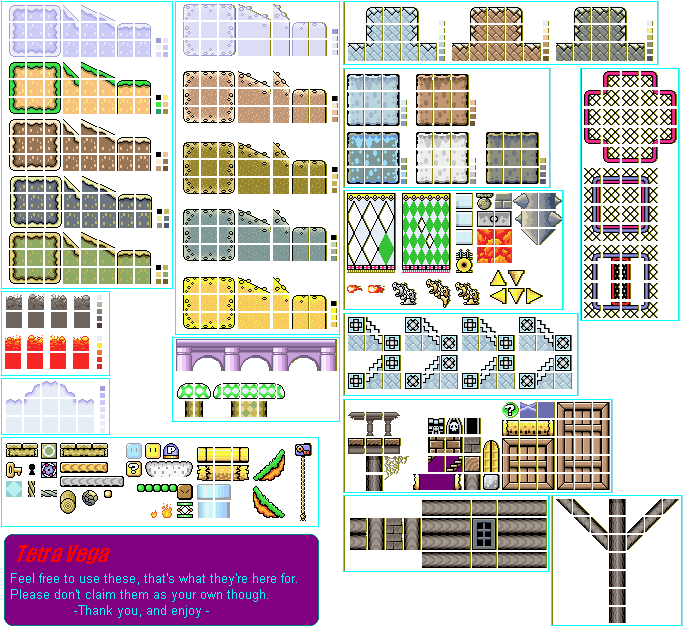 ?
P
?
Tetra Vega
Feel free to use these, that's what they're here for.
Please don't claim them as your own though.
-Thank you, and enjoy -